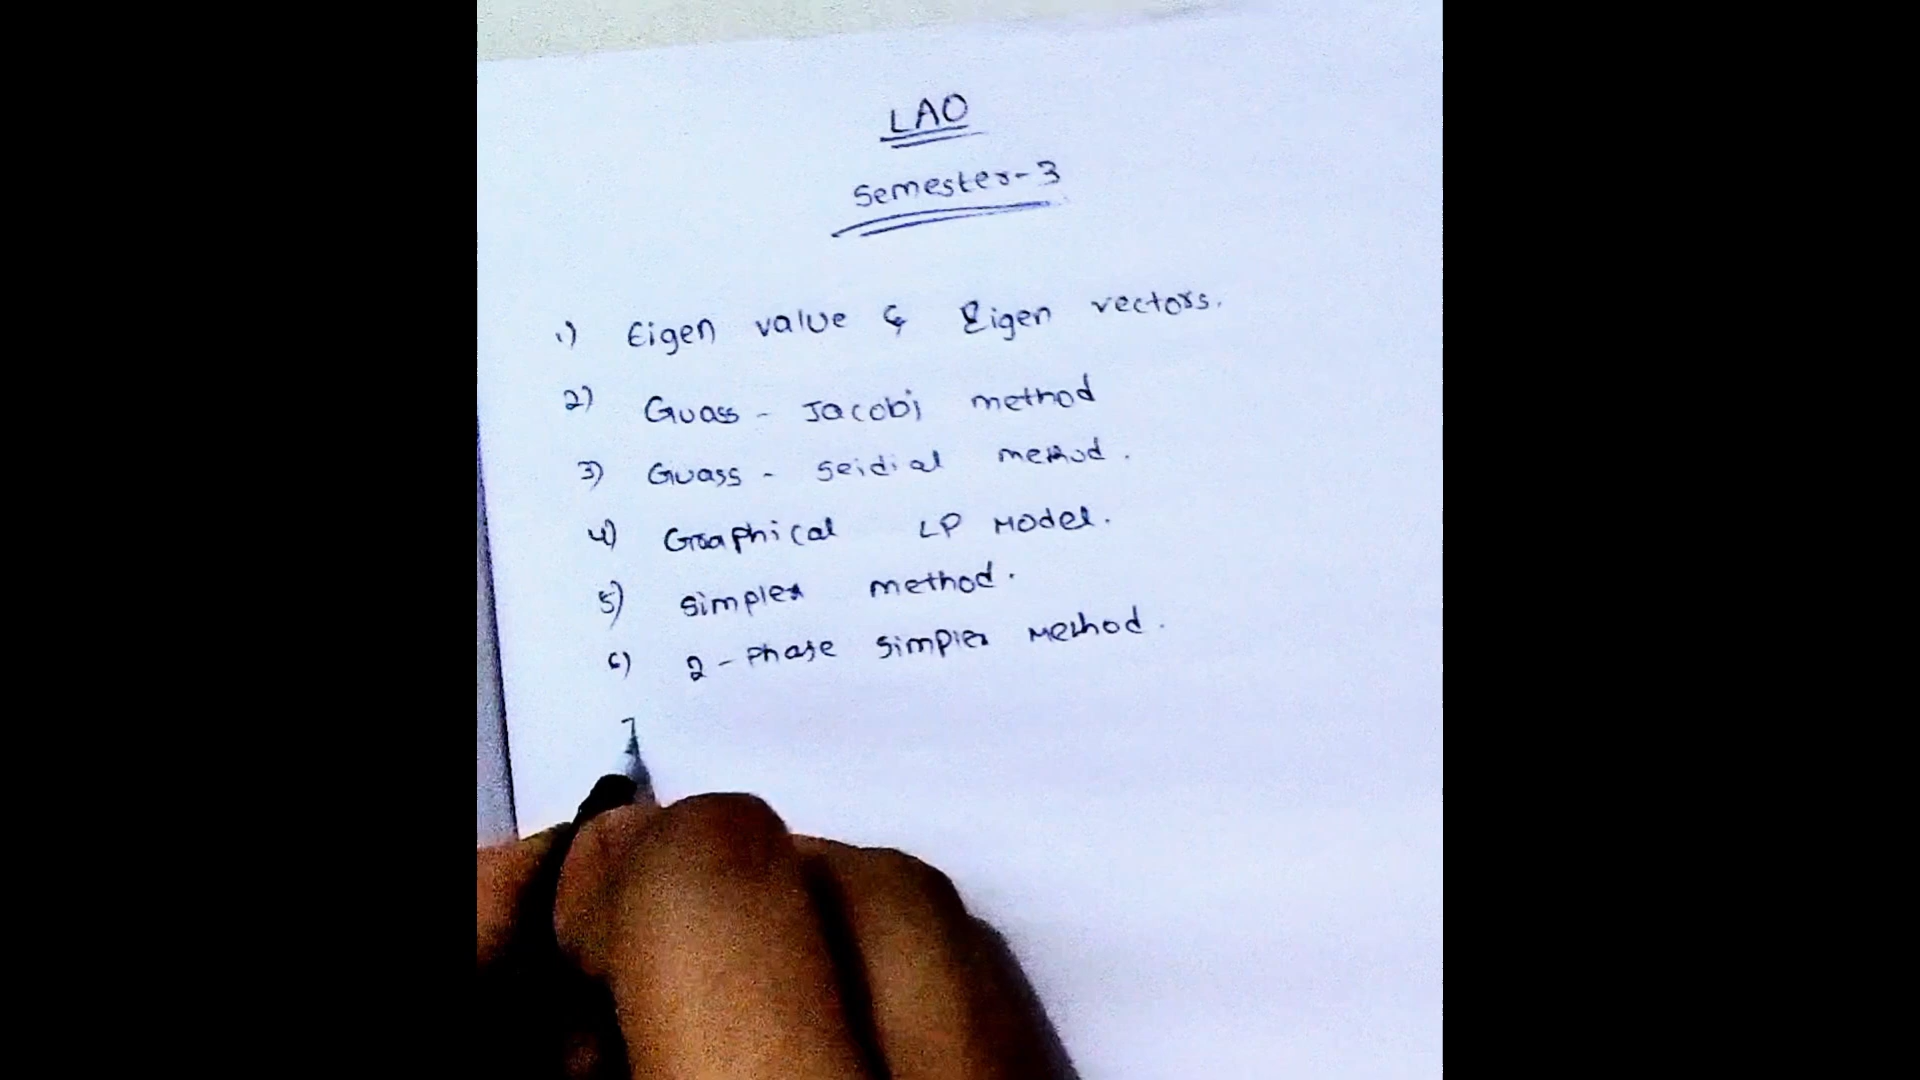 LAO
Semester-3
1) Eigen value & Eigen vectors.
2) Guass - Jacobi method
3) Guass - Seidial method.
4) Graphical LP Model.
5) Simplex method.
6) 2-Phase Simplex Method.
7